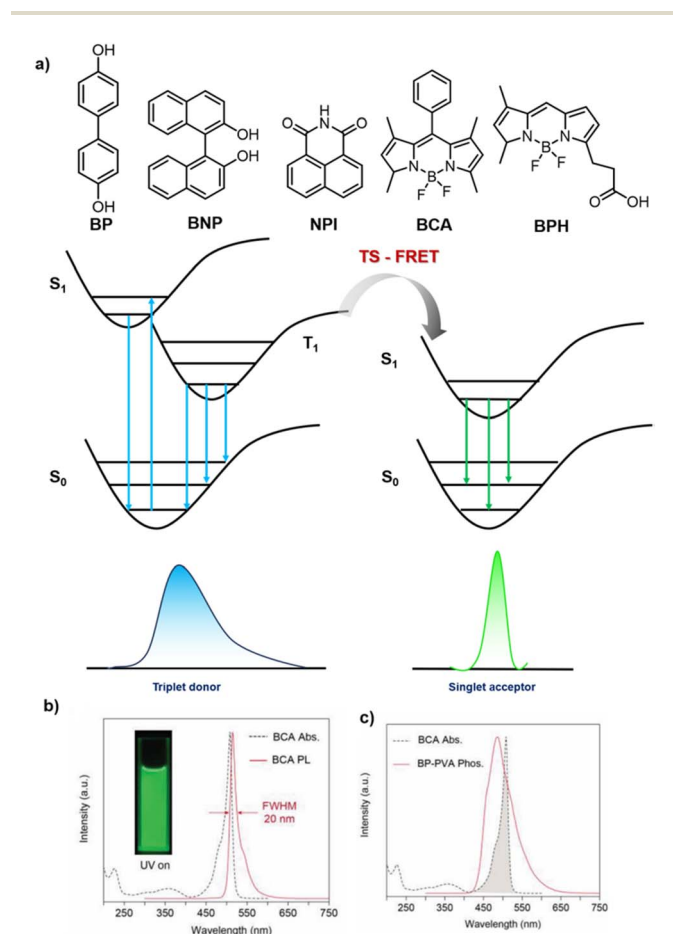 a)
OH
OH
BP
OH
OH
BNP
H
N
O
O
NPI
N
N
B
F
F
BCA
N
N
B
F
F
O
OH
BPH
TS - FRET
S1
T1
S0
S1
S0
Triplet donor
Singlet acceptor
b)
BCA Abs.
BCA PL
FWHM
20 nm
UV on
Intensity (a.u.)
250 350 450 550 650 750
Wavelength (nm)
c)
BCA Abs.
BP-PVA Phos.
Intensity (a.u.)
250 350 450 550 650 750
Wavelength (nm)